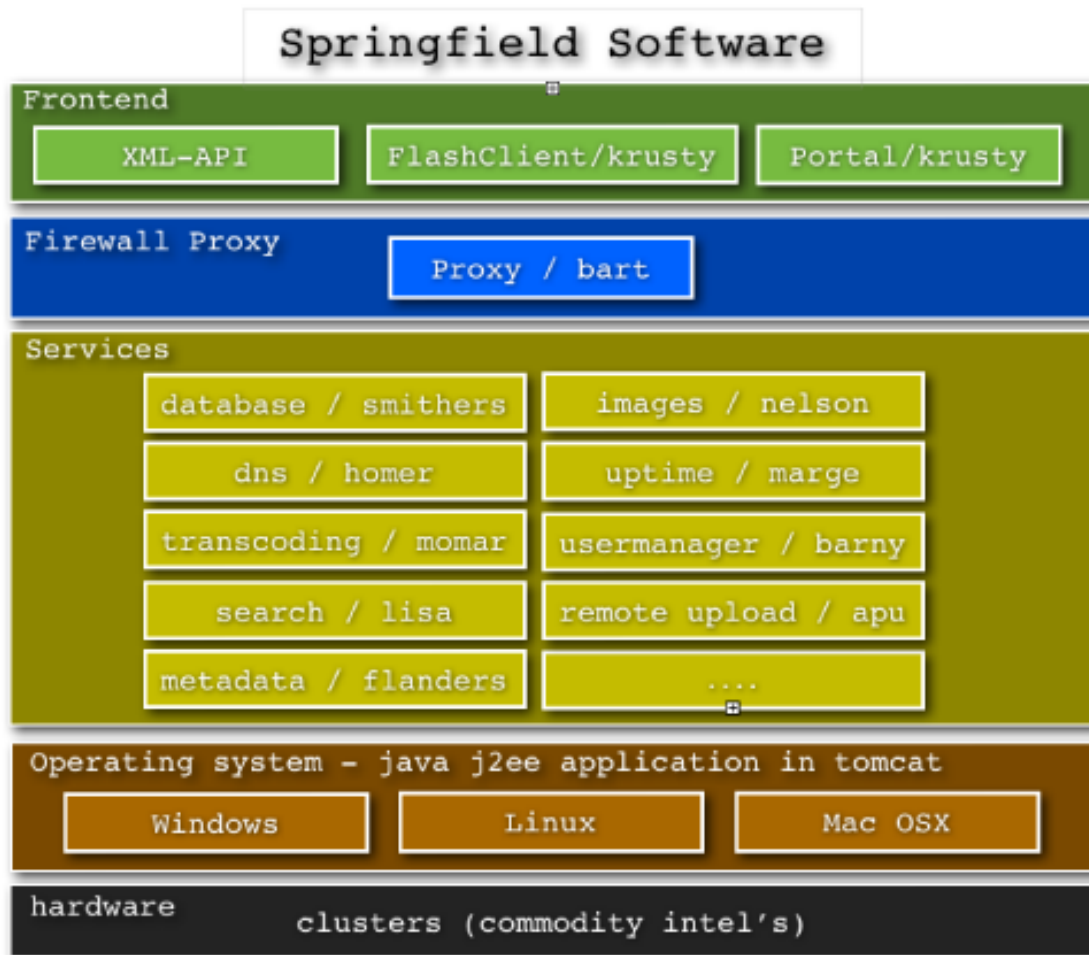 Springfield Software
Frontend
XML-API FlashClient/krusty Portal/krusty
Firewall Proxy
Proxy / bart
Services
database / smithers images / nelson
dns / homer uptime / marge
transcoding / momar usermanager / barny
search / lisa remote upload / apu
metadata / flanders ....
Operating system - java j2ee application in tomcat
Windows Linux Mac OSX
hardware
clusters (commodity intel's)